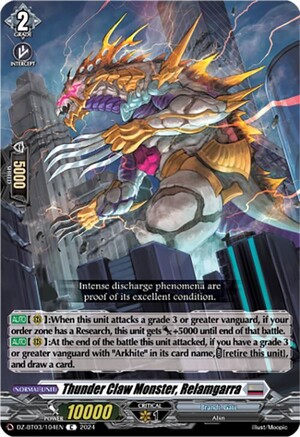 2
GRADE
INTERCEPT
5000
SHIELD
Intense discharge phenomena are
proof of its excellent condition.
AUTO [ ]:When this unit attacks a grade 3 or greater vanguard, if your
order zone has a Research, this unit gets +5000 until end of that battle.
AUTO [ ]:At the end of the battle this unit attacked, if you have a grade 3
or greater vanguard with "Arkhite" in its card name, [retire this unit],
and draw a card.
NORMAL UNIT
Thunder Claw Monster, Relamgarra
Brandt Gate
POWER 10000
CRITICAL
1
Alien
D-BT03/104EN C 2024
illust/Moopic